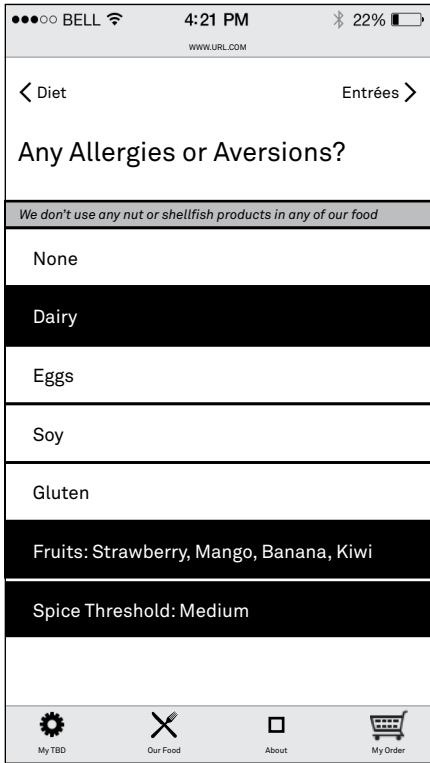 BELL 4:21 PM 22%
WWW.URL.COM
Diet Entrées
Any Allergies or Aversions?
We don't use any nut or shellfish products in any of our food
None
Dairy
Eggs
Soy
Gluten
Fruits: Strawberry, Mango, Banana, Kiwi
Spice Threshold: Medium
My TBD Our Food About My Order